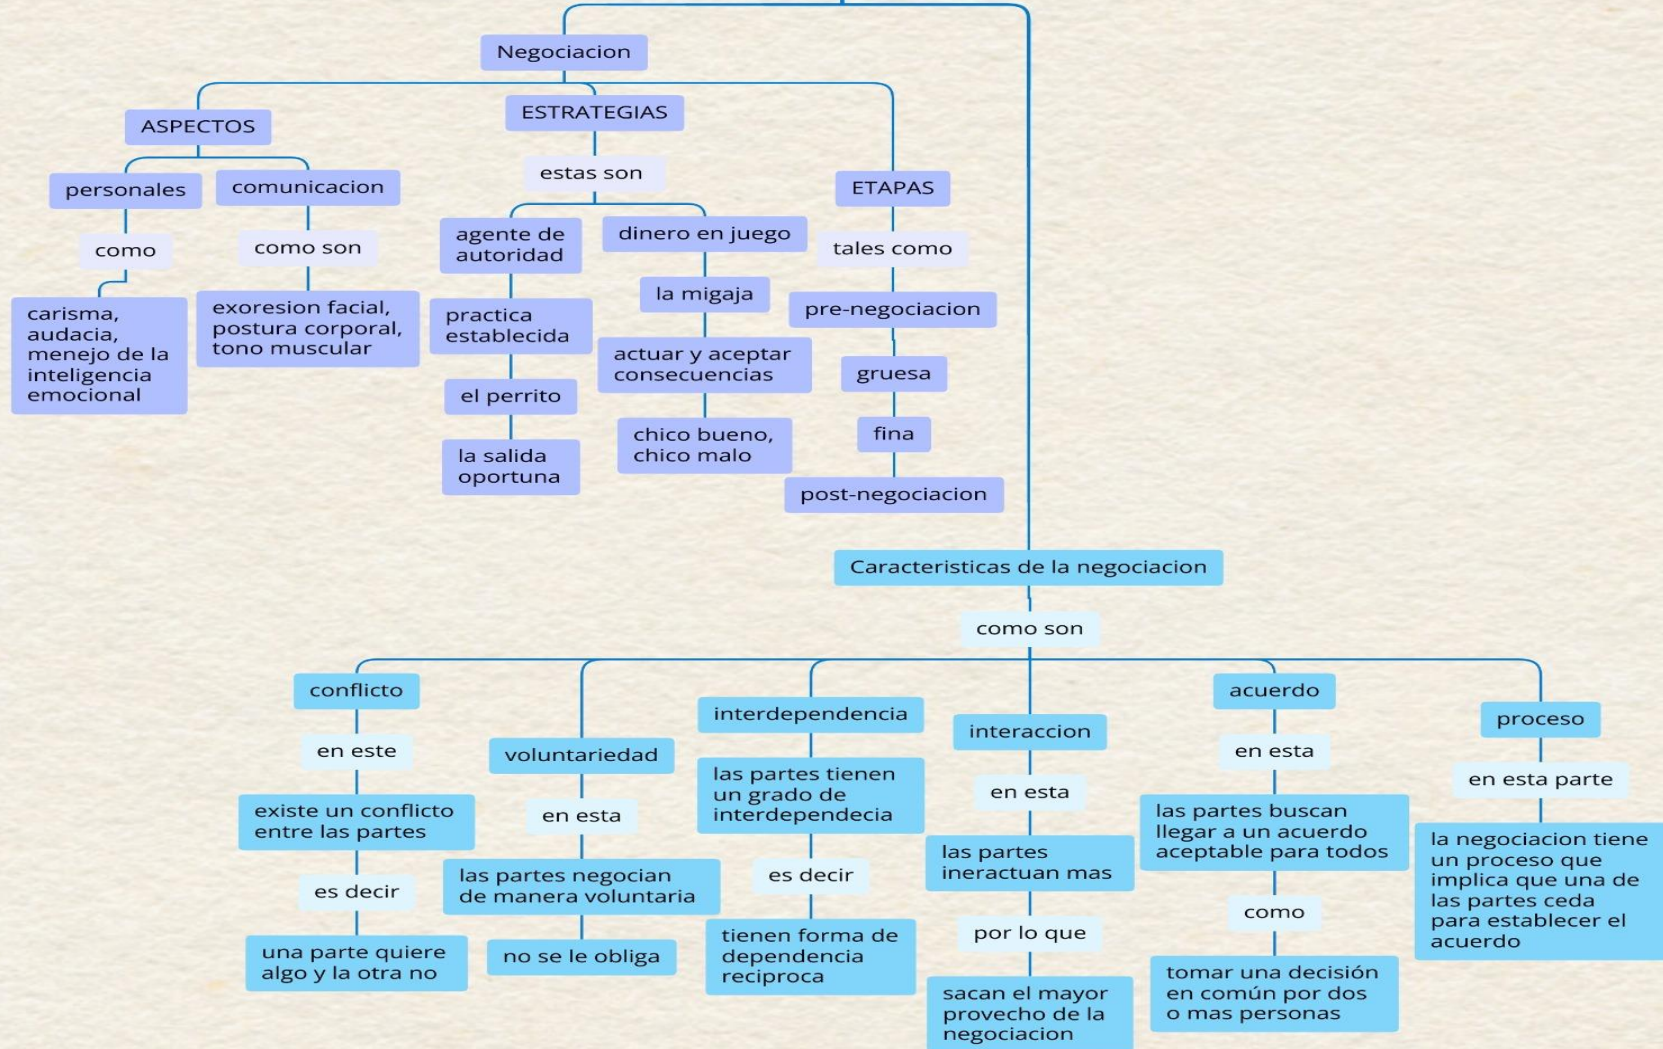 Negociacion
ASPECTOS
personales
como
carisma,
audacia,
menejo de la
inteligencia
emocional
comunicacion
como son
exoresion facial,
postura corporal,
tono muscular
ESTRATEGIAS
estas son
agente de
autoridad
practica
establecida
el perrito
la salida
oportuna
dinero en juego
la migaja
actuar y aceptar
consecuencias
chico bueno,
chico malo
ETAPAS
tales como
pre-negociacion
gruesa
fina
post-negociacion
Caracteristicas de la negociacion
como son
conflicto
en este
existe un conflicto
entre las partes
es decir
una parte quiere
algo y la otra no
voluntariedad
en esta
las partes negocian
de manera voluntaria
no se le obliga
interdependencia
las partes tienen
un grado de
interdependecia
es decir
tienen forma de
dependencia
reciproca
interaccion
en esta
las partes
ineractuan mas
por lo que
sacan el mayor
provecho de la
negociacion
acuerdo
en esta
las partes buscan
llegar a un acuerdo
aceptable para todos
como
tomar una decisión
en común por dos
o mas personas
proceso
en esta parte
la negociacion tiene
un proceso que
implica que una de
las partes ceda
para establecer el
acuerdo